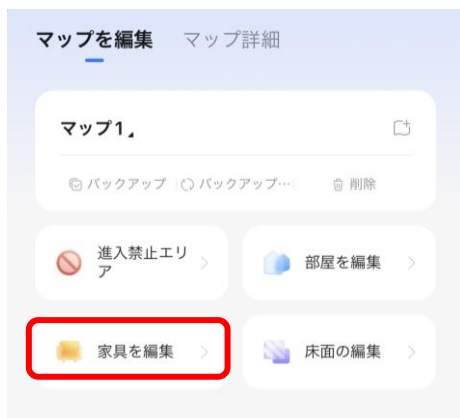 マップを編集 マップ詳細
マップ1
バックアップ バックアップ… 削除
進入禁止エリ
ア
部屋を編集
家具を編集 床面の編集